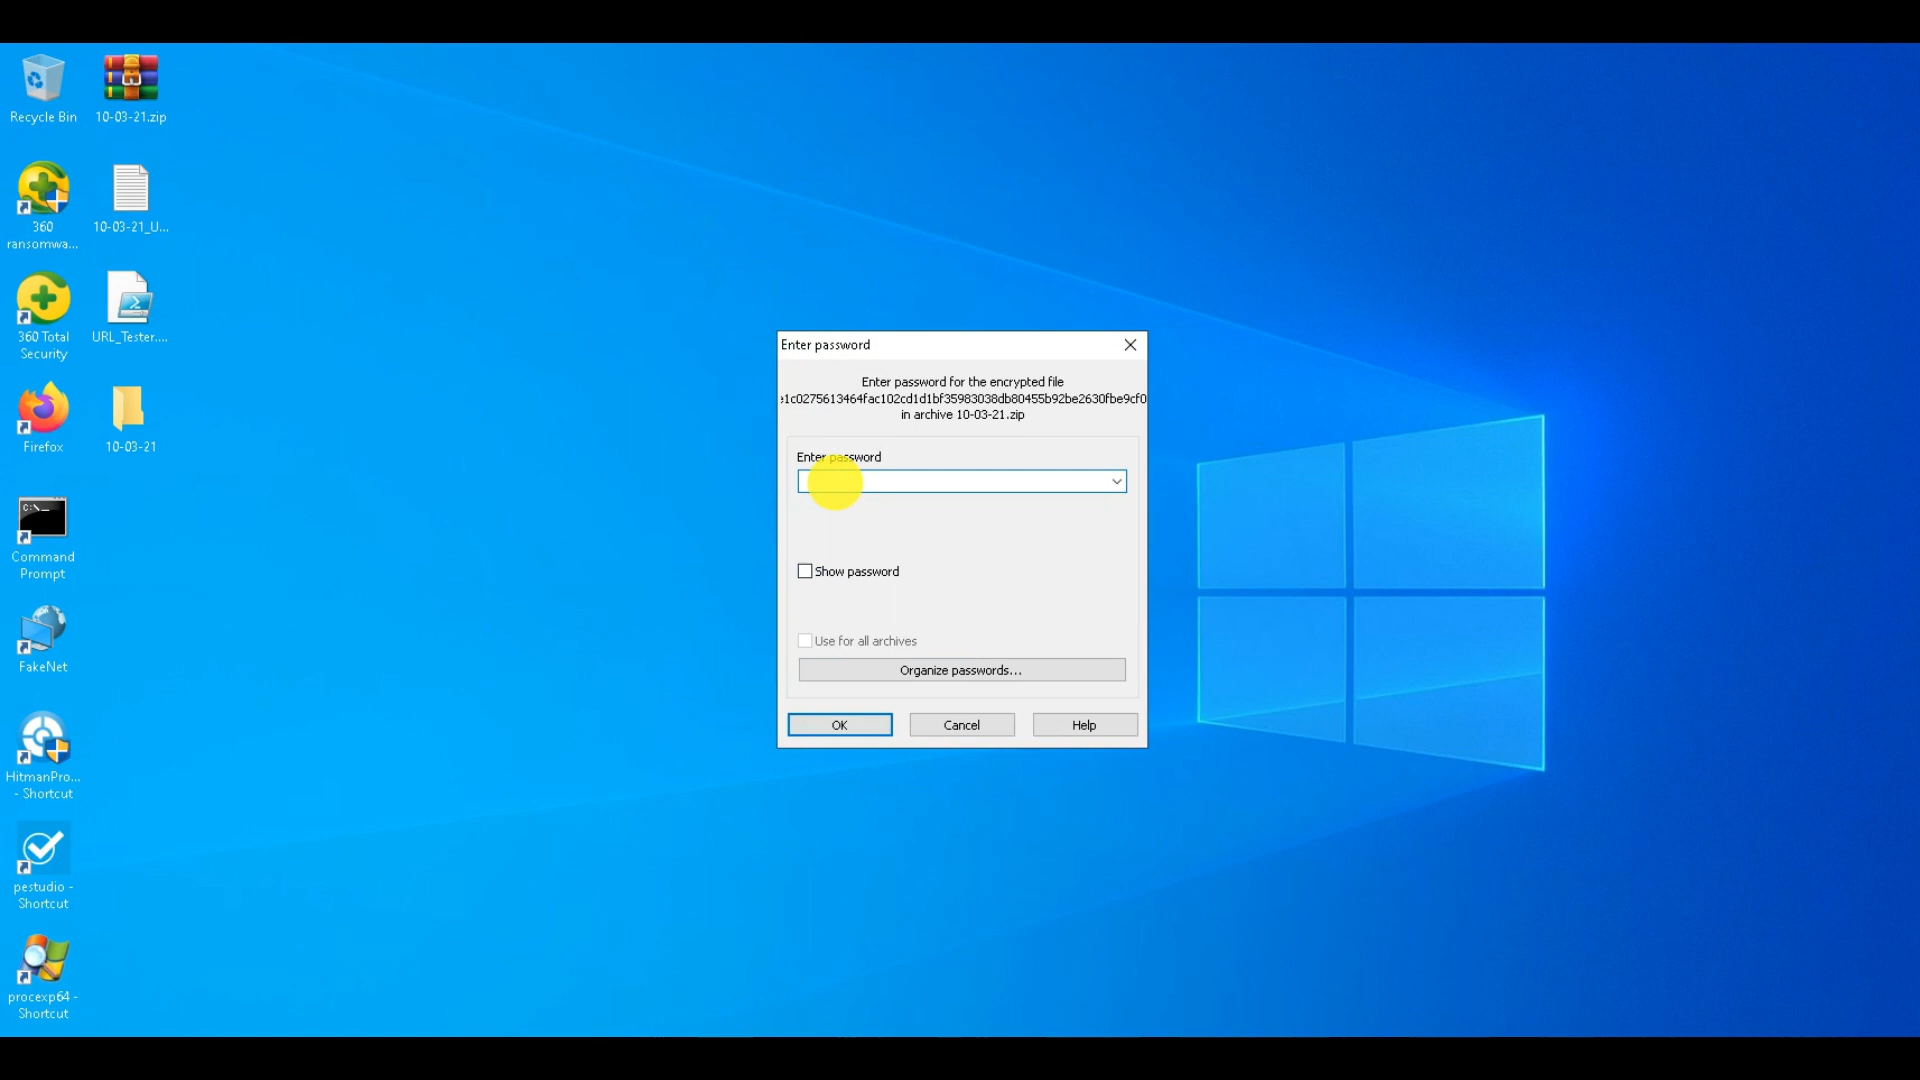 Recycle Bin
10-03-21.zip
360
ransomwa...
10-03-21_U...
360 Total
Security
URL_Tester....
Firefox
10-03-21
Command
Prompt
FakeNet
HitmanPro...
- Shortcut
pestudio -
Shortcut
procexp64 -
Shortcut
Enter password
Enter password for the encrypted file
e1c0275613464fac102cd1d1bf35983038db80455b92be2630fbe9cf0
in archive 10-03-21.zip
Enter password
Show password
Use for all archives
Organize passwords...
OK
Cancel
Help